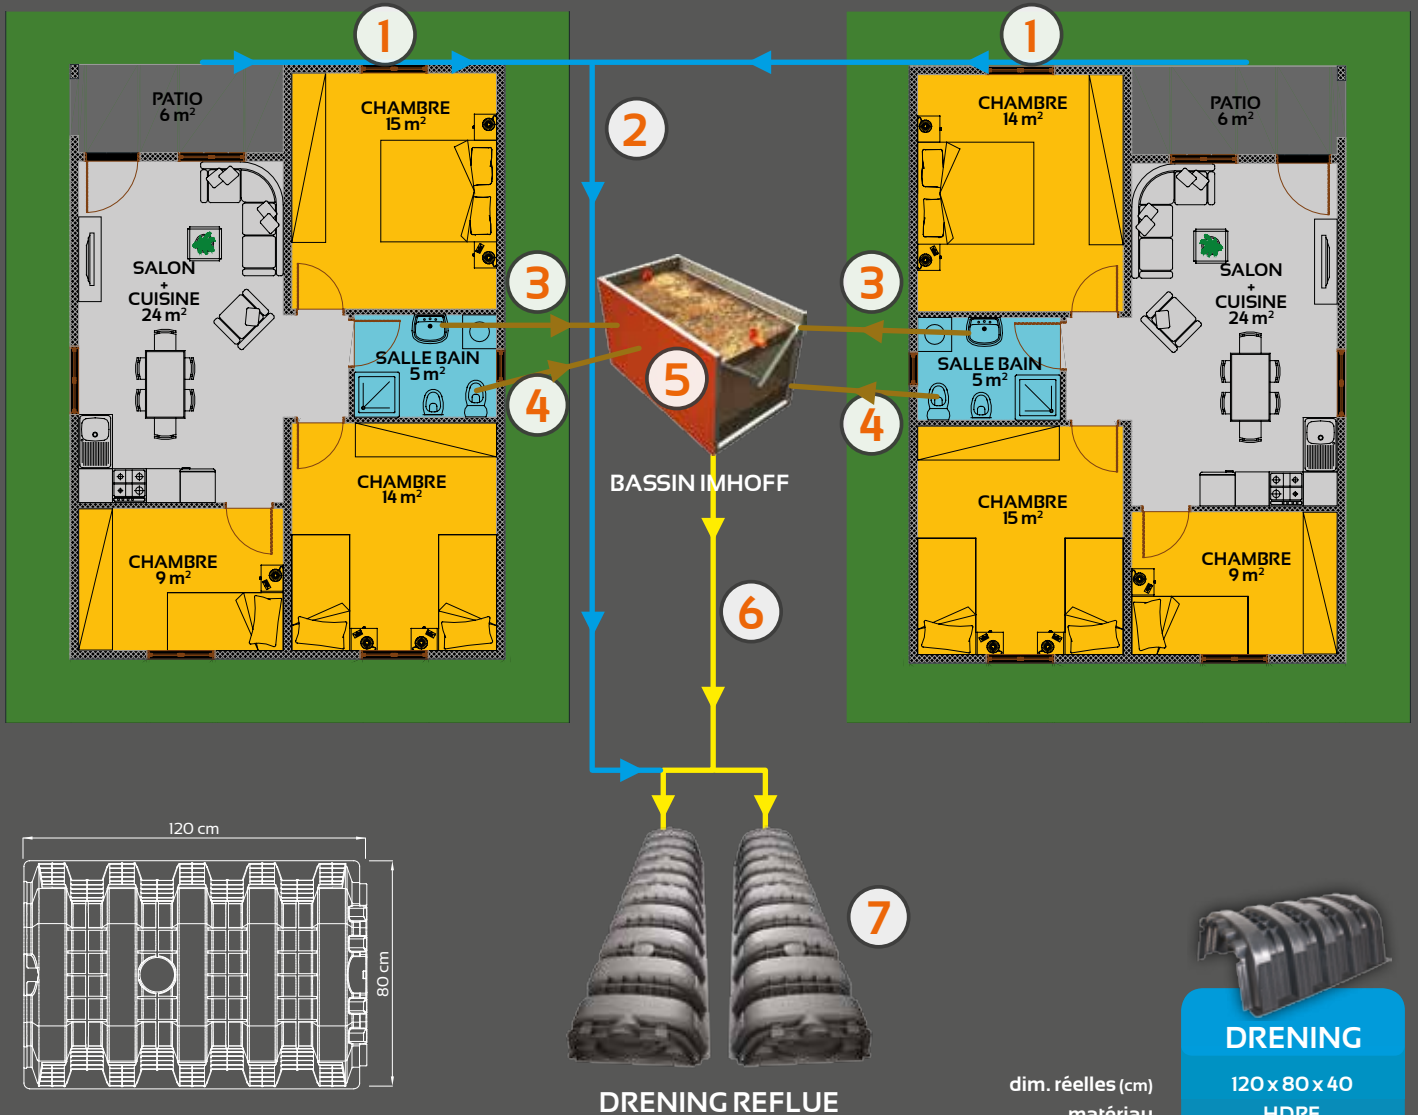 1
1
PATIO
6 m²
CHAMBRE
15 m²
2
CHAMBRE
14 m²
PATIO
6 m²
SALON
+
CUISINE
24 m²
3
3
SALON
+
CUISINE
24 m²
SALLE BAIN
5 m²
4
5
4
SALLE BAIN
5 m²
BASSIN IMHOFF
CHAMBRE
14 m²
CHAMBRE
15 m²
CHAMBRE
9 m²
6
CHAMBRE
9 m²
120 cm
80 cm
7
DRENING REFLUE
DRENING
dim. réelles (cm) 120 x 80 x 40
matériau HDPE